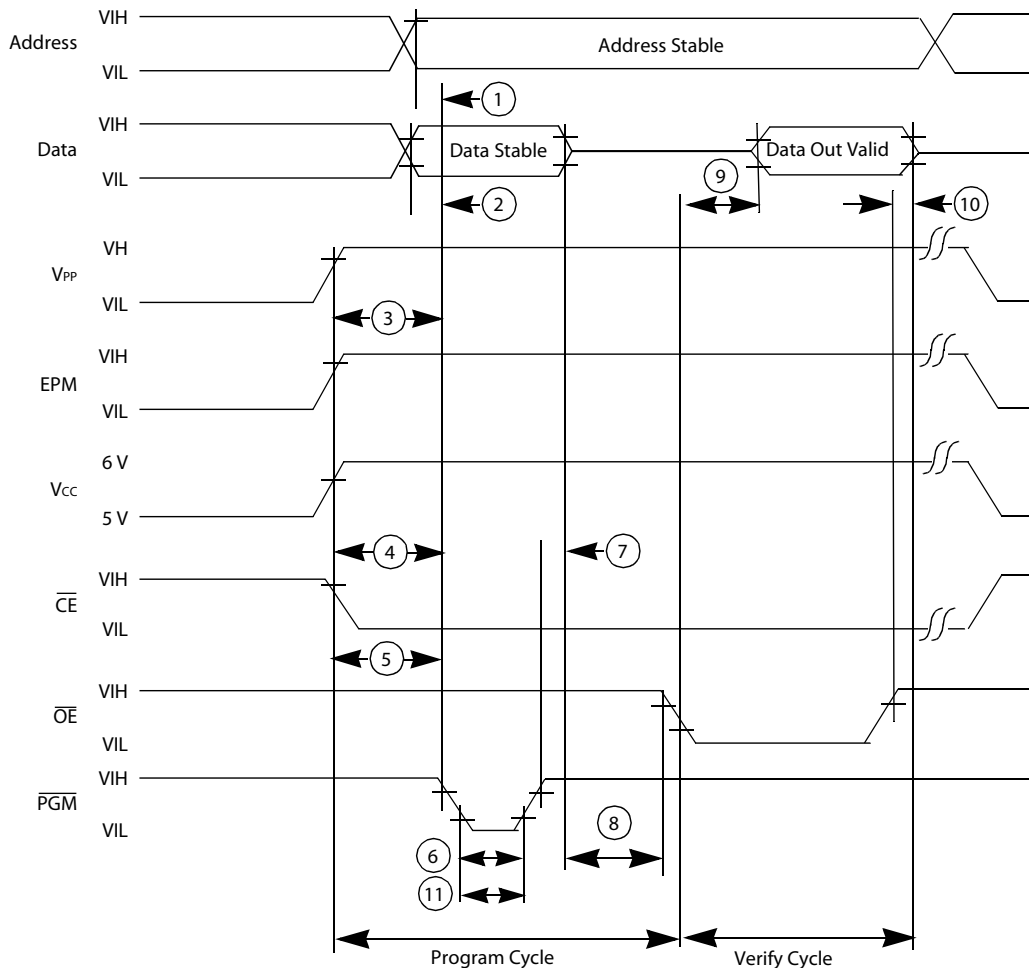 VIH
Address
Address Stable
VIL
1
VIH
Data
Data Stable
Data Out Valid
VIL
9
2
10
VH
VPP
VIL
3
VIH
EPM
VIL
6 V
VCC
5 V
4
7
VIH
CE
VIL
5
VIH
OE
VIL
VIH
PGM
VIL
8
6
11
Program Cycle
Verify Cycle